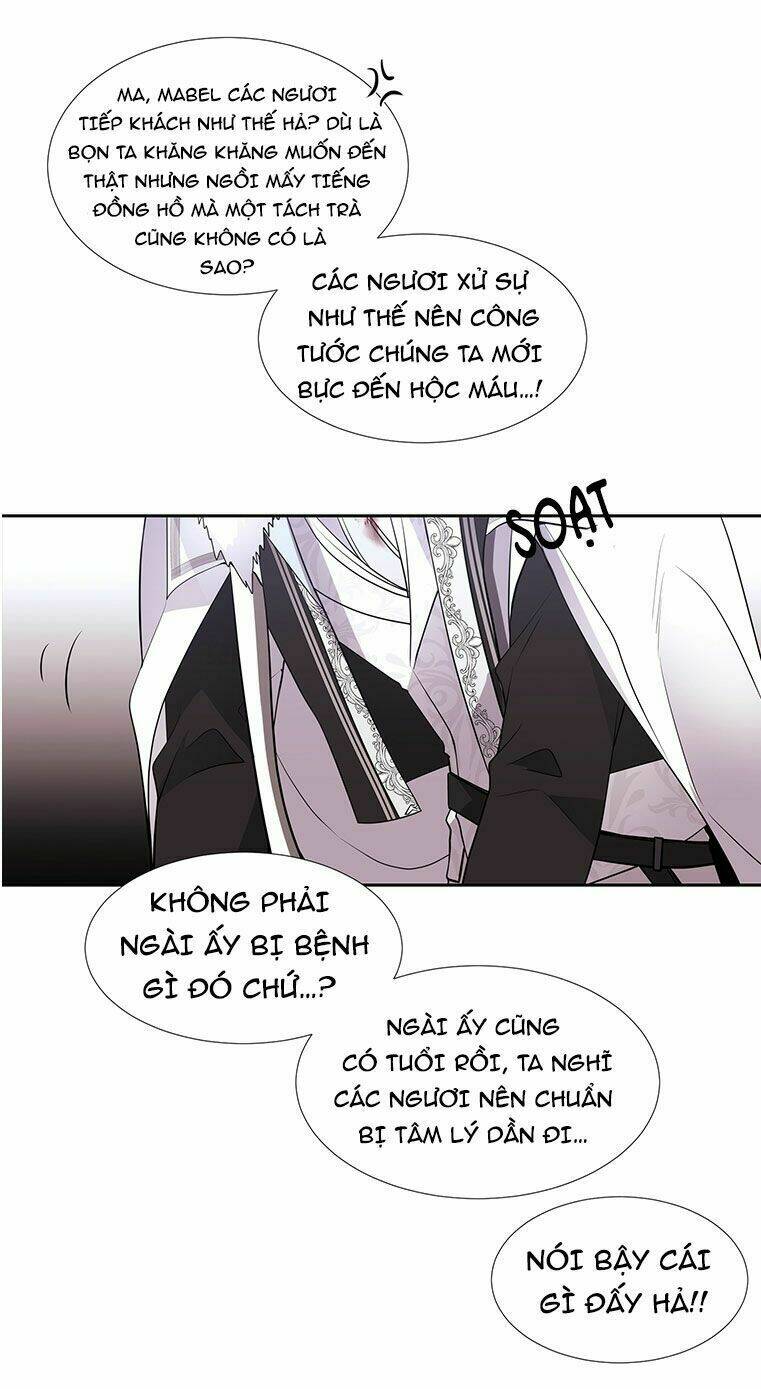 MA, MABEL CÁC NGƯƠI
TIẾP KHÁCH NHƯ THẾ HẢ? DÙ LÀ
BỌN TA KHĂNG KHĂNG MUỐN ĐẾN
THẬT NHƯNG NGỒI MẤY TIẾNG
ĐỒNG HỒ MÀ MỘT TÁCH TRÀ
CŨNG KHÔNG CÓ LÀ
SAO?
CÁC NGƯƠI XỬ SỰ
NHƯ THẾ NÊN CÔNG
TƯỚC CHÚNG TA MỚI
BỰC ĐẾN HỘC MÁU...!
SOẠT
KHÔNG PHẢI
NGÀI ẤY BỊ BỆNH
GÌ ĐÓ CHỨ...?
NGÀI ẤY CŨNG
CÓ TUỔI RỒI, TA NGHĨ
CÁC NGƯƠI NÊN CHUẨN
BỊ TÂM LÝ DẦN ĐI...
NÓI BẬY CÁI
GÌ ĐẤY HẢ!!